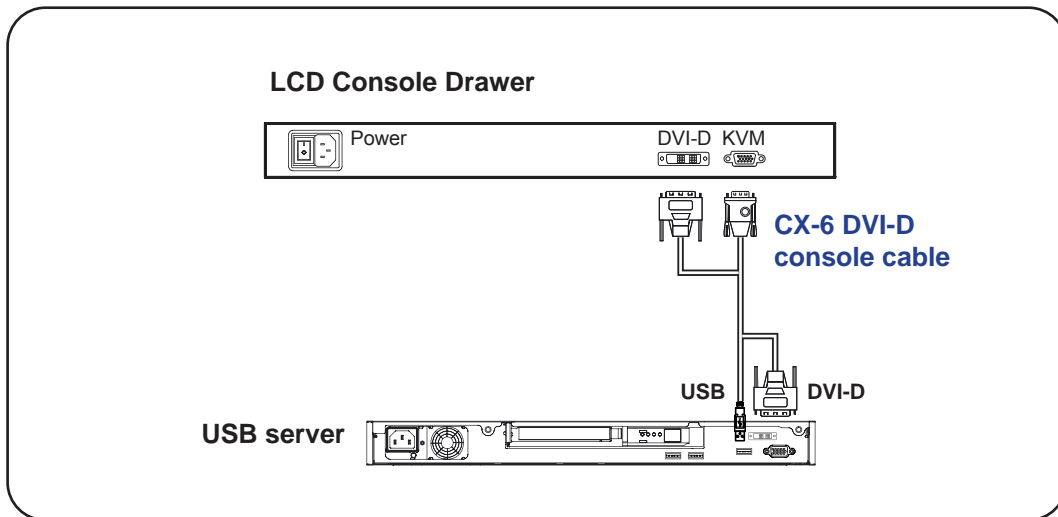 LCD Console Drawer
Power
DVI-D KVM
CX-6 DVI-D
console cable
USB
DVI-D
USB server